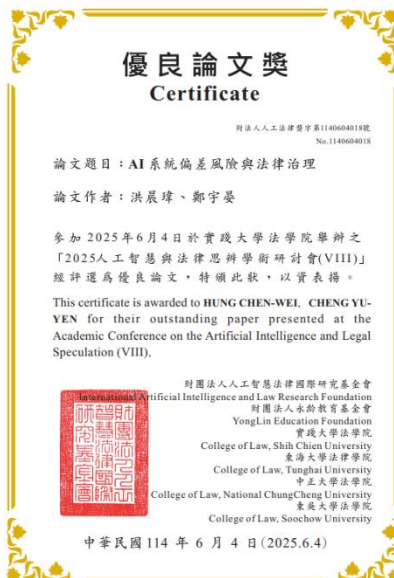 優良論文獎
Certificate
財法人人工法律獎字第1140604018號
No.1140604018
論文題目：AI 系統偏差風險與法律治理
論文作者：洪晨瑋、鄭宇晏
參加 2025年6月4日於實踐大學法學院舉辦之
「2025人工智慧與法律思辨學術研討會(VIII)」
經評選為優良論文，特頒此狀，以資表揚。
This certificate is awarded to HUNG CHEN-WEI, CHENG YU-
YEN for their outstanding paper presented at the
Academic Conference on the Artificial Intelligence and Legal
Speculation (VIII).
財團法人人工智慧法律國際研究基金會
International Artificial Intelligence and Law Research Foundation
財團法人永齡教育基金會
YongLin Education Foundation
實踐大學法學院
College of Law, Shih Chien University
東海大學法律學院
College of Law, Tunghai University
中正大學法學院
College of Law, National ChungCheng University
東吳大學法學院
College of Law, Soochow University
中華民國 114 年 6 月 4 日(2025.6.4)